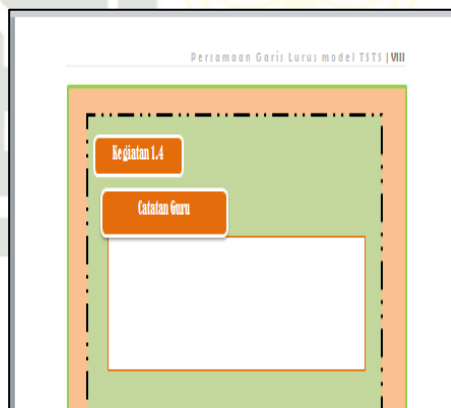 Persamaan Garis Lurus model TSTS | VIII
Kegiatan 1.4
Catatan Guru